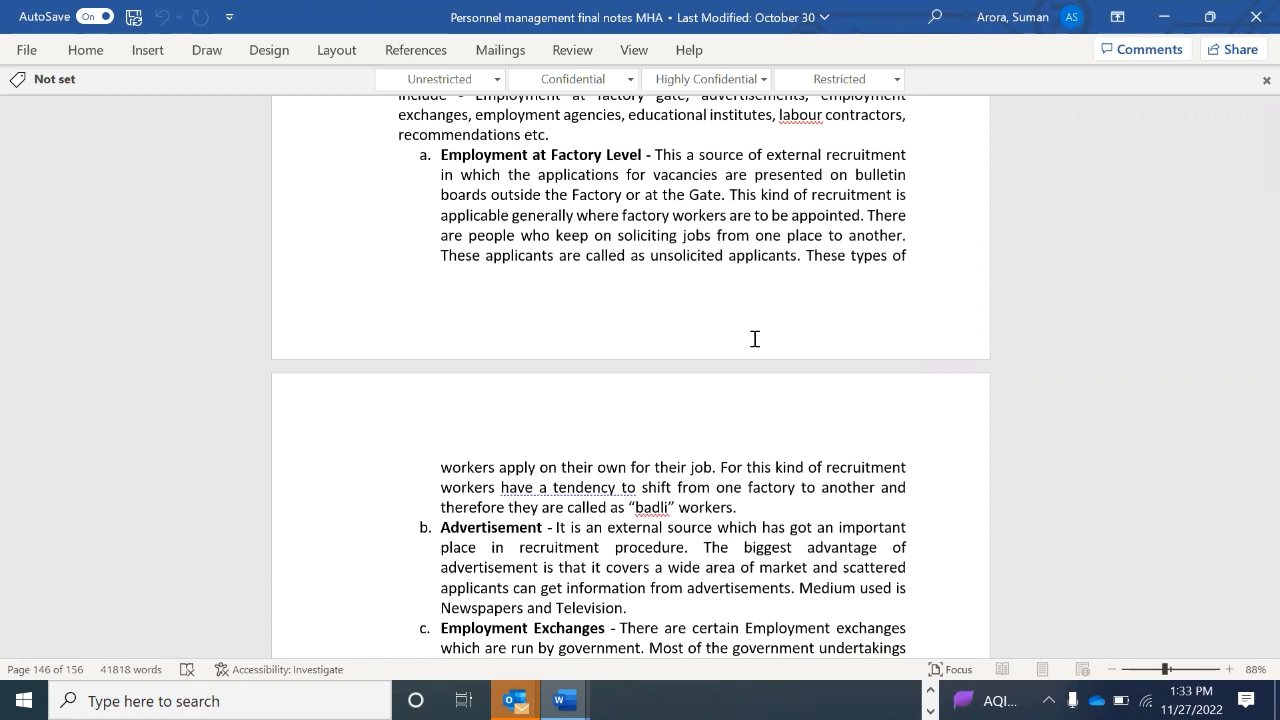 AutoSave On Personnel management final notes MHA • Last Modified: October 30 Arora, Suman AS
File Home Insert Draw Design Layout References Mailings Review View Help Comments Share
Not set Unrestricted Confidential Highly Confidential Restricted
include - Employment at factory gate, advertisements, employment
exchanges, employment agencies, educational institutes, labour contractors,
recommendations etc.
a. Employment at Factory Level - This a source of external recruitment
in which the applications for vacancies are presented on bulletin
boards outside the Factory or at the Gate. This kind of recruitment is
applicable generally where factory workers are to be appointed. There
are people who keep on soliciting jobs from one place to another.
These applicants are called as unsolicited applicants. These types of
workers apply on their own for their job. For this kind of recruitment
workers have a tendency to shift from one factory to another and
therefore they are called as “badli” workers.
b. Advertisement - It is an external source which has got an important
place in recruitment procedure. The biggest advantage of
advertisement is that it covers a wide area of market and scattered
applicants can get information from advertisements. Medium used is
Newspapers and Television.
c. Employment Exchanges - There are certain Employment exchanges
which are run by government. Most of the government undertakings
Page 146 of 156 41818 words Accessibility: Investigate Focus 88%
Type here to search AQI... 1:33 PM
11/27/2022